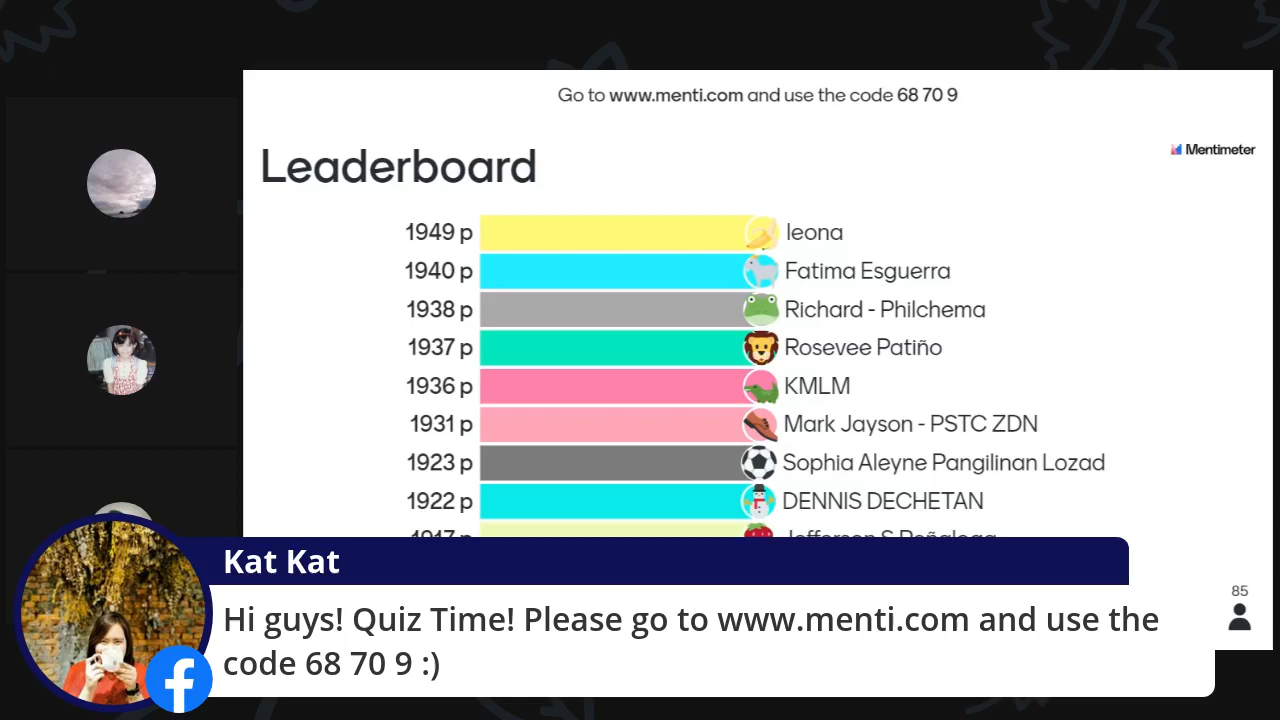 Go to www.menti.com and use the code 68 70 9
Mentimeter
Leaderboard
1949 p leona
1940 p Fatima Esguerra
1938 p Richard - Philchema
1937 p Rosevee Patiño
1936 p KMLM
1931 p Mark Jayson - PSTC ZDN
1923 p Sophia Aleyne Pangilinan Lozad
1922 p DENNIS DECHETAN
1917 p Jefferson S
85
Kat Kat
Hi guys! Quiz Time! Please go to www.menti.com and use the
code 68 70 9 :)